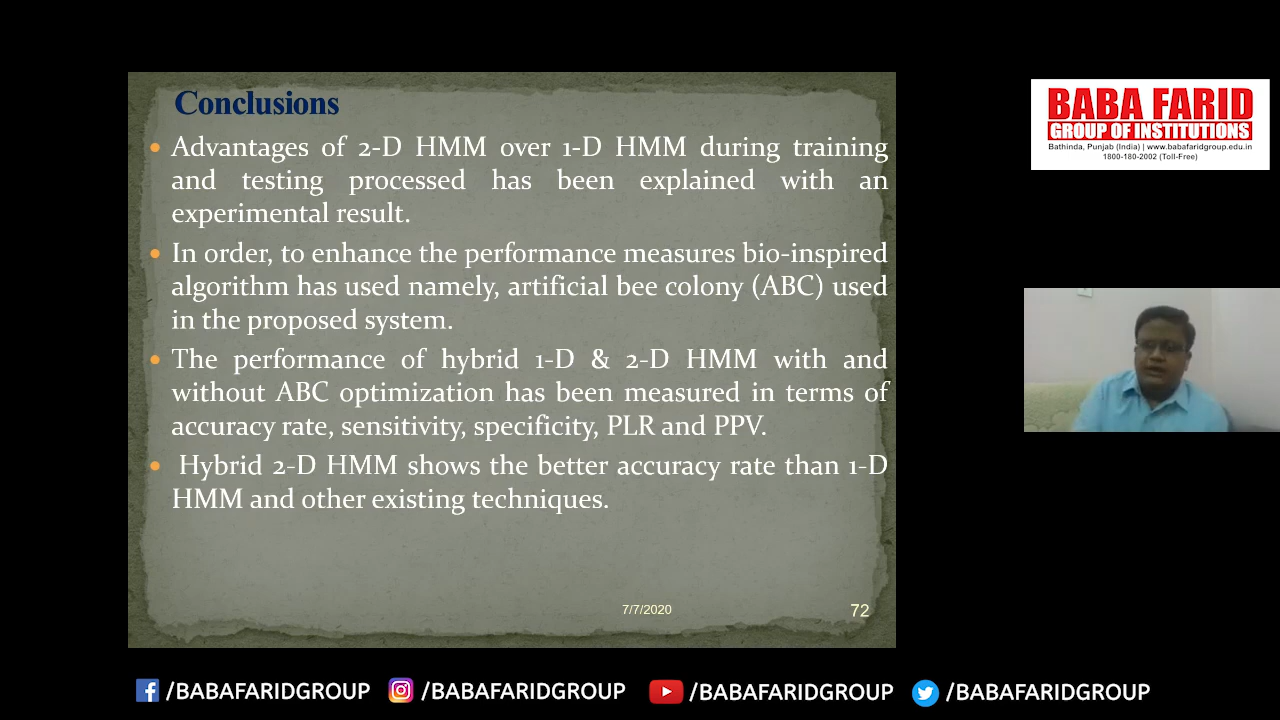 Conclusions
• Advantages of 2-D HMM over 1-D HMM during training
and testing processed has been explained with an
experimental result.
• In order, to enhance the performance measures bio-inspired
algorithm has used namely, artificial bee colony (ABC) used
in the proposed system.
• The performance of hybrid 1-D & 2-D HMM with and
without ABC optimization has been measured in terms of
accuracy rate, sensitivity, specificity, PLR and PPV.
• Hybrid 2-D HMM shows the better accuracy rate than 1-D
HMM and other existing techniques.
7/7/2020
72
BABA FARID
GROUP OF INSTITUTIONS
Bathinda, Punjab (India) | www.babafaridgroup.edu.in
1800-180-2002 (Toll-Free)
/BABAFARIDGROUP
/BABAFARIDGROUP
/BABAFARIDGROUP
/BABAFARIDGROUP